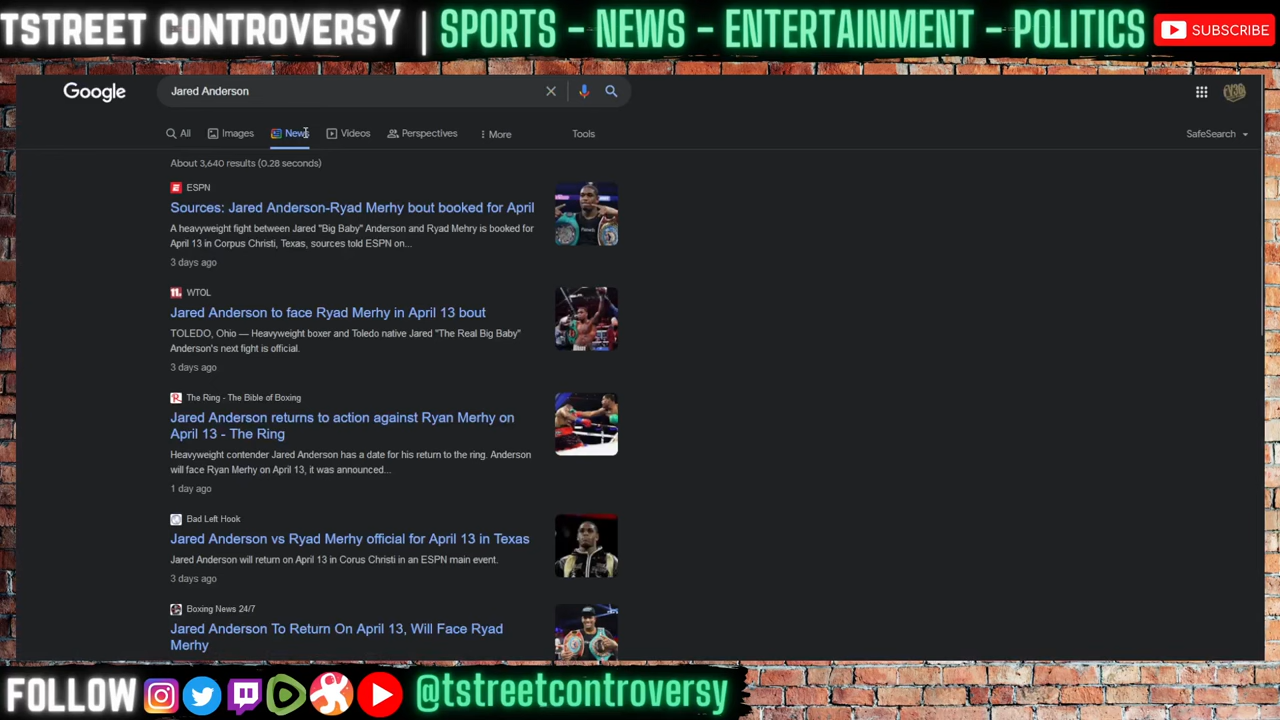 TSTREET CONTROVERSY | SPORTS - NEWS - ENTERTAINMENT - POLITICS
SUBSCRIBE
Google
Jared Anderson
All Images News Videos Perspectives More Tools SafeSearch
About 3,640 results (0.28 seconds)
ESPN
Sources: Jared Anderson-Ryad Merhy bout booked for April
A heavyweight fight between Jared "Big Baby" Anderson and Ryad Mehry is booked for
April 13 in Corpus Christi, Texas, sources told ESPN on...
3 days ago
WTOL
Jared Anderson to face Ryad Merhy in April 13 bout
TOLEDO, Ohio — Heavyweight boxer and Toledo native Jared "The Real Big Baby"
Anderson's next fight is official.
3 days ago
The Ring - The Bible of Boxing
Jared Anderson returns to action against Ryan Merhy on
April 13 - The Ring
Heavyweight contender Jared Anderson has a date for his return to the ring. Anderson
will face Ryan Merhy on April 13, it was announced...
1 day ago
Bad Left Hook
Jared Anderson vs Ryad Merhy official for April 13 in Texas
Jared Anderson will return on April 13 in Corus Christi in an ESPN main event.
3 days ago
Boxing News 24/7
Jared Anderson To Return On April 13, Will Face Ryad
Merhy
FOLLOW @tstreetcontroversy